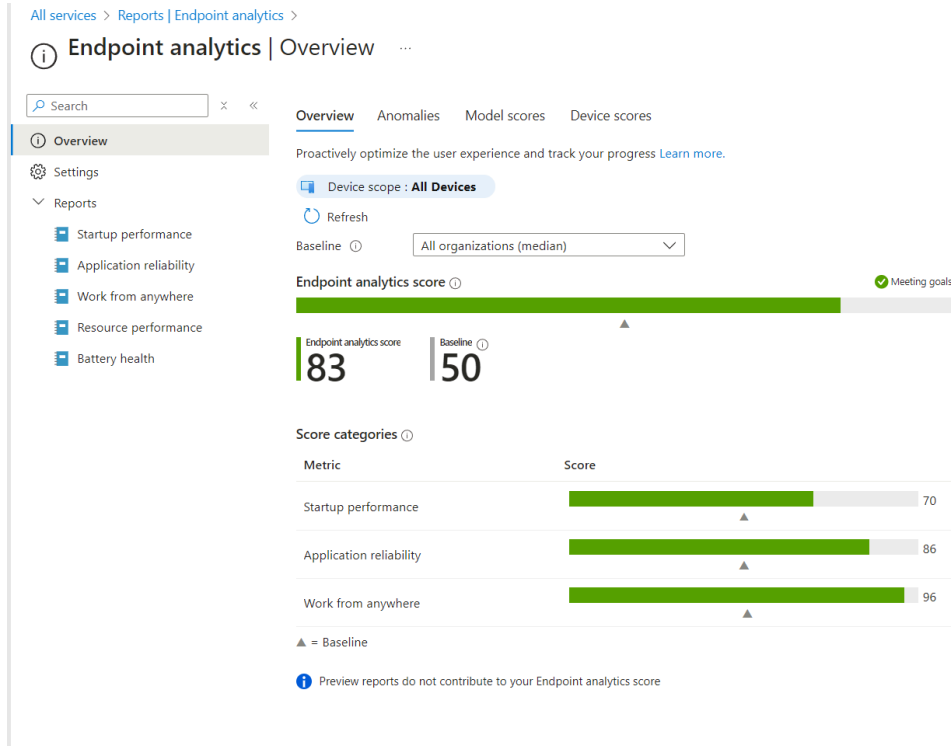 All services > Reports | Endpoint analytics >
Endpoint analytics | Overview ...
Search
Overview
Settings
Reports
Startup performance
Application reliability
Work from anywhere
Resource performance
Battery health
Overview Anomalies Model scores Device scores
Proactively optimize the user experience and track your progress Learn more.
Device scope : All Devices
Refresh
Baseline All organizations (median)
Endpoint analytics score Meeting goals
Endpoint analytics score Baseline
83 50
Score categories
Metric Score
Startup performance 70
Application reliability 86
Work from anywhere 96
▲ = Baseline
Preview reports do not contribute to your Endpoint analytics score